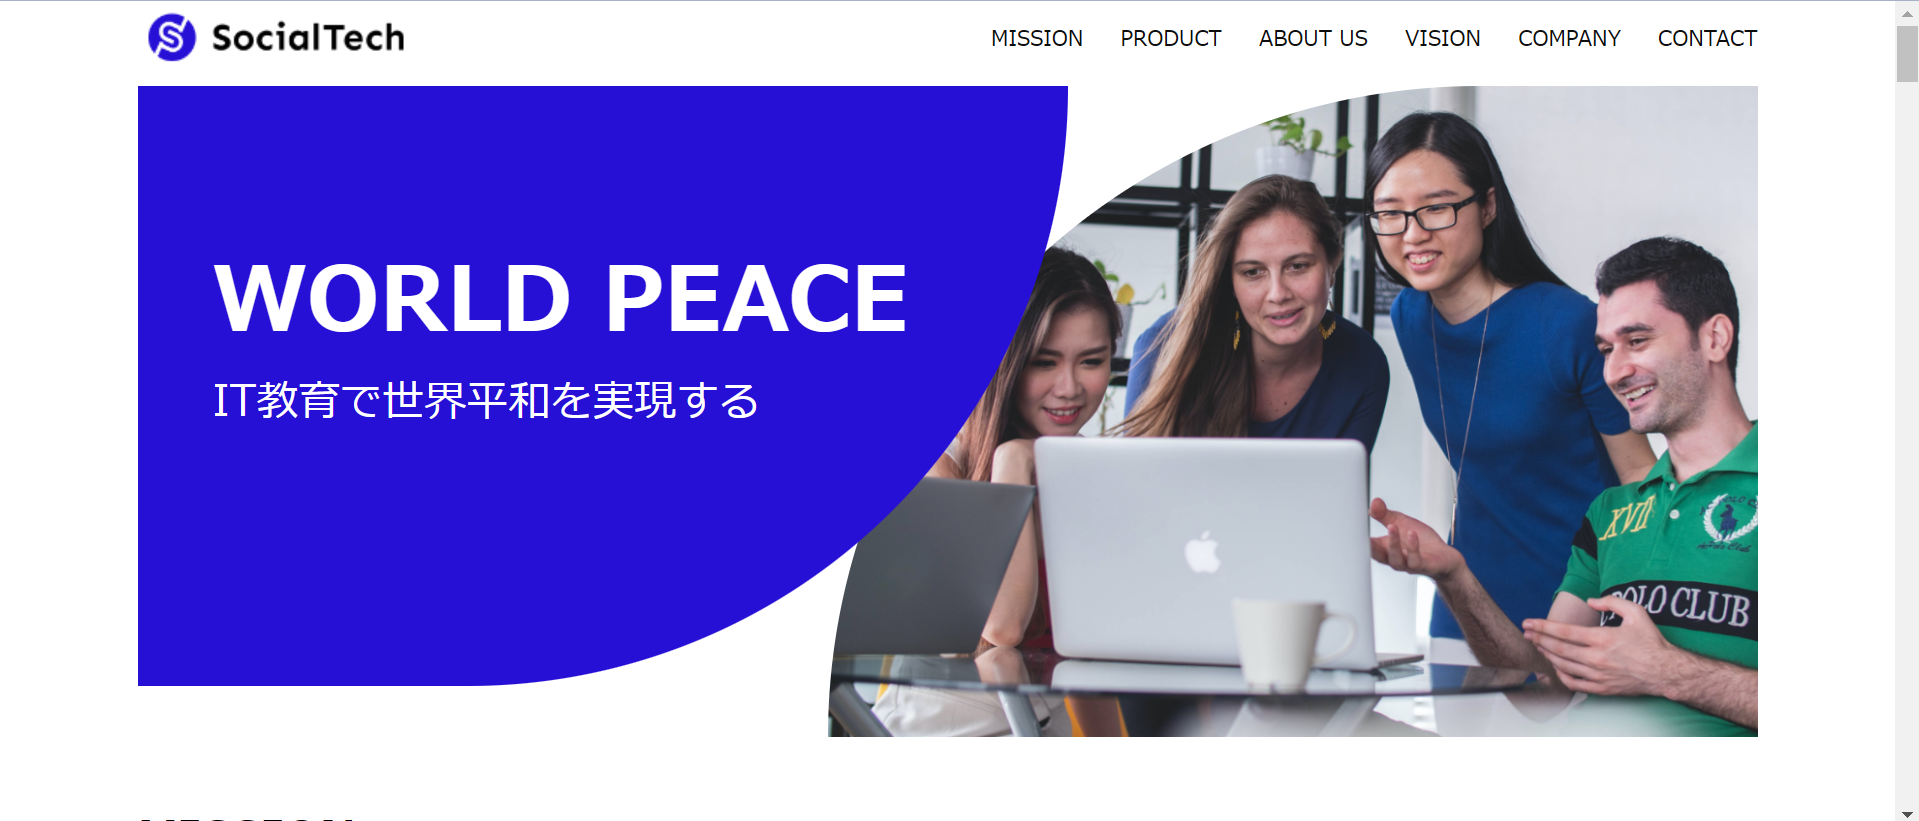 SocialTech
MISSION PRODUCT ABOUT US VISION COMPANY CONTACT
WORLD PEACE
IT教育で世界平和を実現する
XVII
POLO CLUB